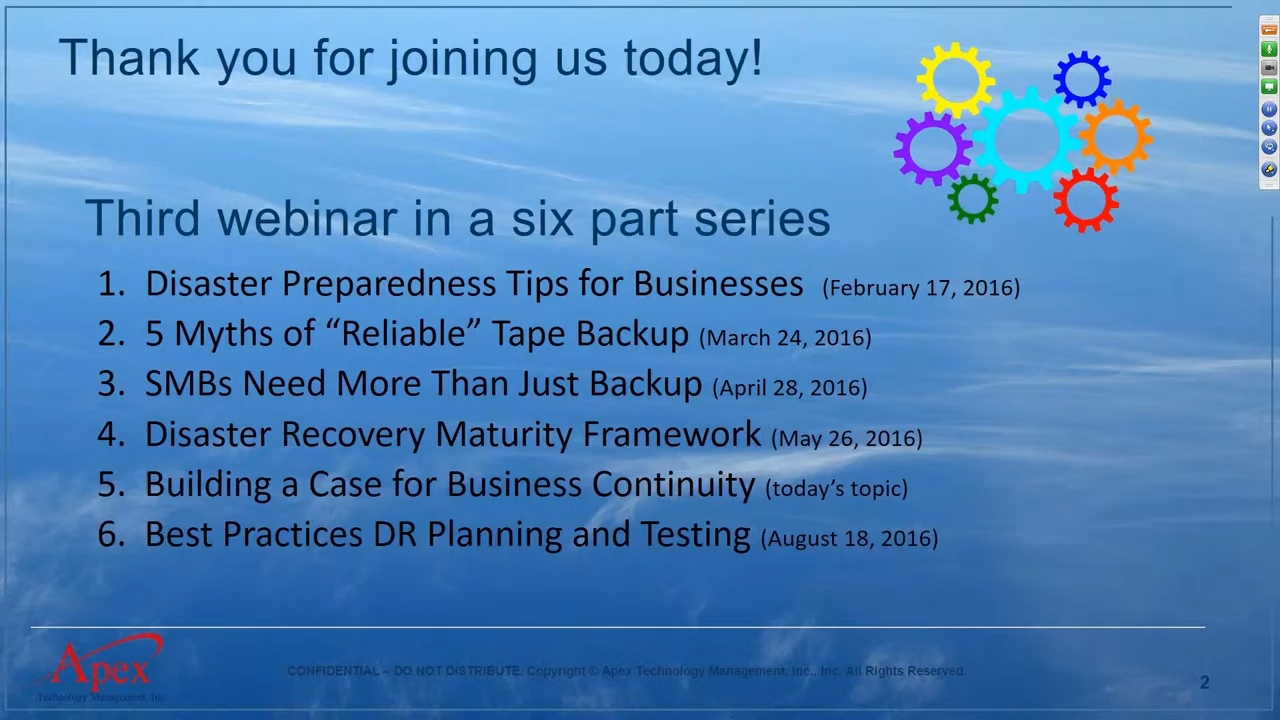 Thank you for joining us today!
Third webinar in a six part series
1. Disaster Preparedness Tips for Businesses (February 17, 2016)
2. 5 Myths of “Reliable” Tape Backup (March 24, 2016)
3. SMBs Need More Than Just Backup (April 28, 2016)
4. Disaster Recovery Maturity Framework (May 26, 2016)
5. Building a Case for Business Continuity (today’s topic)
6. Best Practices DR Planning and Testing (August 18, 2016)
Apex
Technology Management, Inc.
CONFIDENTIAL – DO NOT DISTRIBUTE. Copyright © Apex Technology Management, Inc., Inc. All Rights Reserved.
2